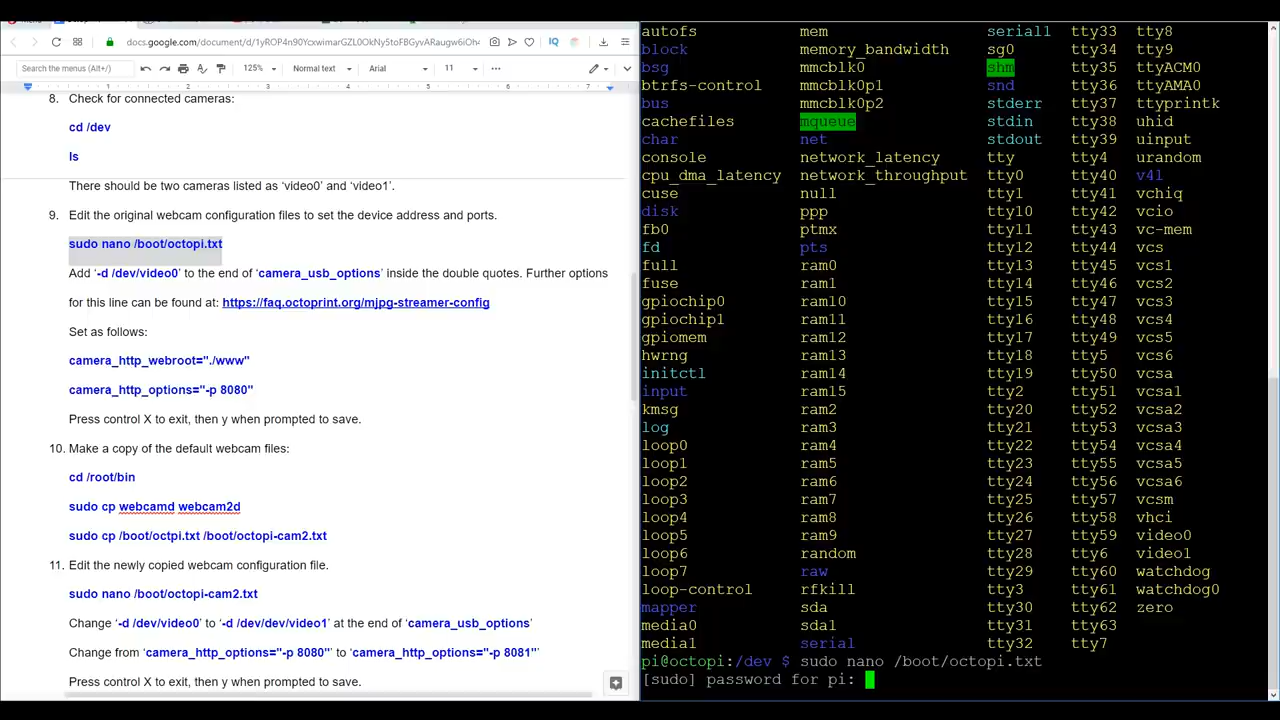 docs.google.com/document/d/1yROP4n90YcxwimarGZL0OkNy5toFBGyvARaugw6iOh
Search the menus (Alt+/)
125%
Normal text
Arial
11
8. Check for connected cameras:
cd /dev
ls
There should be two cameras listed as ‘video0’ and ‘video1’.
9. Edit the original webcam configuration files to set the device address and ports.
sudo nano /boot/octopi.txt
Add ‘-d /dev/video0’ to the end of ‘camera_usb_options’ inside the double quotes. Further options
for this line can be found at: https://faq.octoprint.org/mjpg-streamer-config
Set as follows:
camera_http_webroot="./www"
camera_http_options="-p 8080"
Press control X to exit, then y when prompted to save.
10. Make a copy of the default webcam files:
cd /root/bin
sudo cp webcamd webcam2d
sudo cp /boot/octpi.txt /boot/octopi-cam2.txt
11. Edit the newly copied webcam configuration file.
sudo nano /boot/octopi-cam2.txt
Change ‘-d /dev/video0’ to ‘-d /dev/dev/video1’ at the end of ‘camera_usb_options’
Change from ‘camera_http_options="-p 8080”’ to ‘camera_http_options="-p 8081”’
Press control X to exit, then y when prompted to save.
autofs mem serial1 tty33 tty8
block memory_bandwidth sg0 tty34 tty9
bsg mmcblk0 shm tty35 ttyACM0
btrfs-control mmcblk0p1 snd tty36 ttyAMA0
bus mmcblk0p2 stderr tty37 ttyprintk
cachefiles mqueue stdin tty38 uhid
char net stdout tty39 uinput
console network_latency tty tty4 urandom
cpu_dma_latency network_throughput tty0 tty40 v4l
cuse null tty1 tty41 vchiq
disk ppp tty10 tty42 vcio
fb0 ptmx tty11 tty43 vc-mem
fd pts tty12 tty44 vcs
full ram0 tty13 tty45 vcs1
fuse ram1 tty14 tty46 vcs2
gpiochip0 ram10 tty15 tty47 vcs3
gpiochip1 ram11 tty16 tty48 vcs4
gpiomem ram12 tty17 tty49 vcs5
hwrng ram13 tty18 tty5 vcs6
initctl ram14 tty19 tty50 vcsa
input ram15 tty2 tty51 vcsa1
kmsg ram2 tty20 tty52 vcsa2
log ram3 tty21 tty53 vcsa3
loop0 ram4 tty22 tty54 vcsa4
loop1 ram5 tty23 tty55 vcsa5
loop2 ram6 tty24 tty56 vcsa6
loop3 ram7 tty25 tty57 vcsm
loop4 ram8 tty26 tty58 vhci
loop5 ram9 tty27 tty59 video0
loop6 random tty28 tty6 video1
loop7 raw tty29 tty60 watchdog
loop-control rfkill tty3 tty61 watchdog0
mapper sda tty30 tty62 zero
media0 sda1 tty31 tty63
media1 serial tty32 tty7
pi@octopi:/dev $ sudo nano /boot/octopi.txt
[sudo] password for pi: